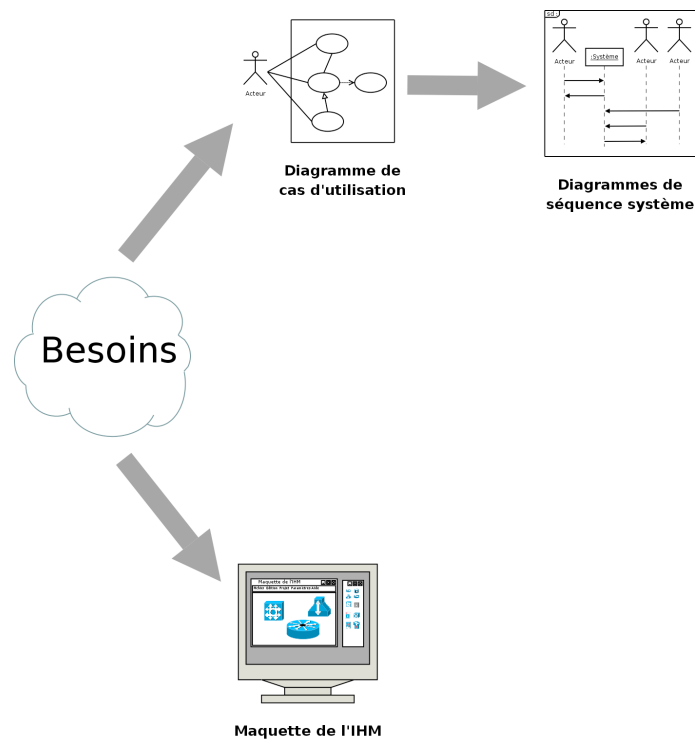 sd :
Acteur
Acteur
:Système
Acteur
Acteur
Diagramme de
cas d'utilisation
Diagrammes de
séquence système
Besoins
Maquette de l'IHM
Maquette de l'IHM